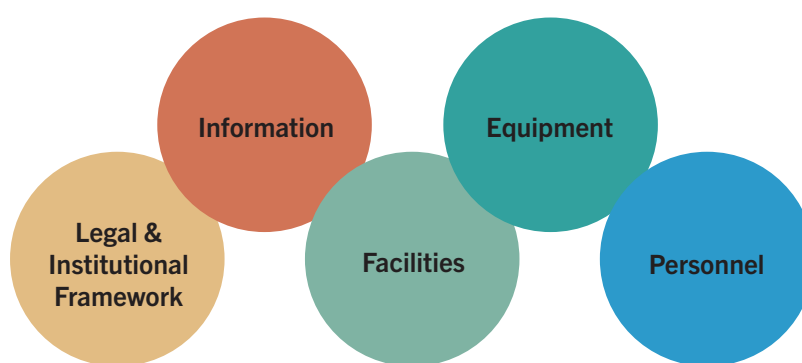 Information
Equipment
Legal &
Institutional
Framework
Facilities
Personnel